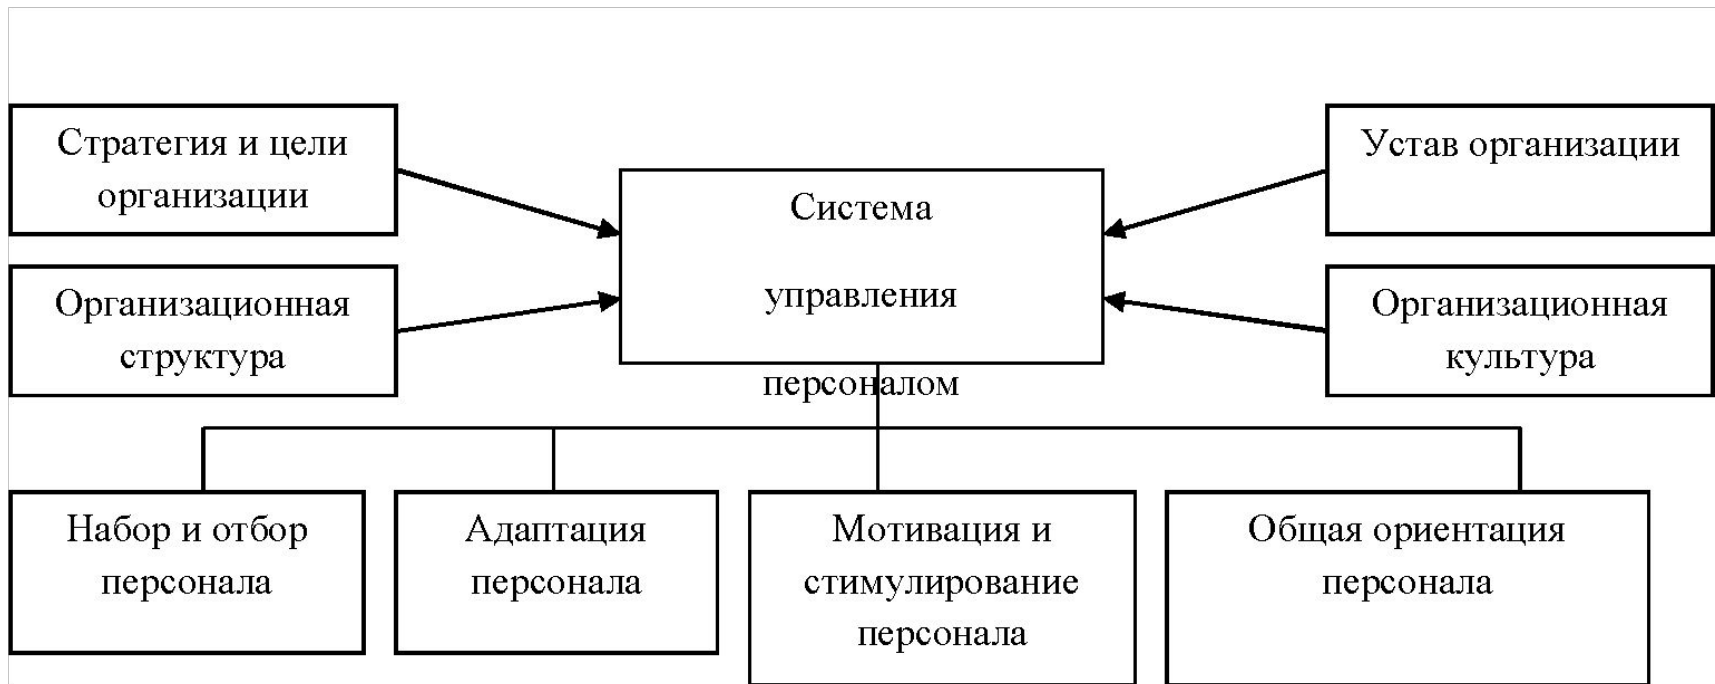 Стратегия и цели
организации
Устав организации
Система
управления
персоналом
Организационная
структура
Организационная
культура
Набор и отбор
персонала
Адаптация
персонала
Мотивация и
стимулирование
персонала
Общая ориентация
персонала